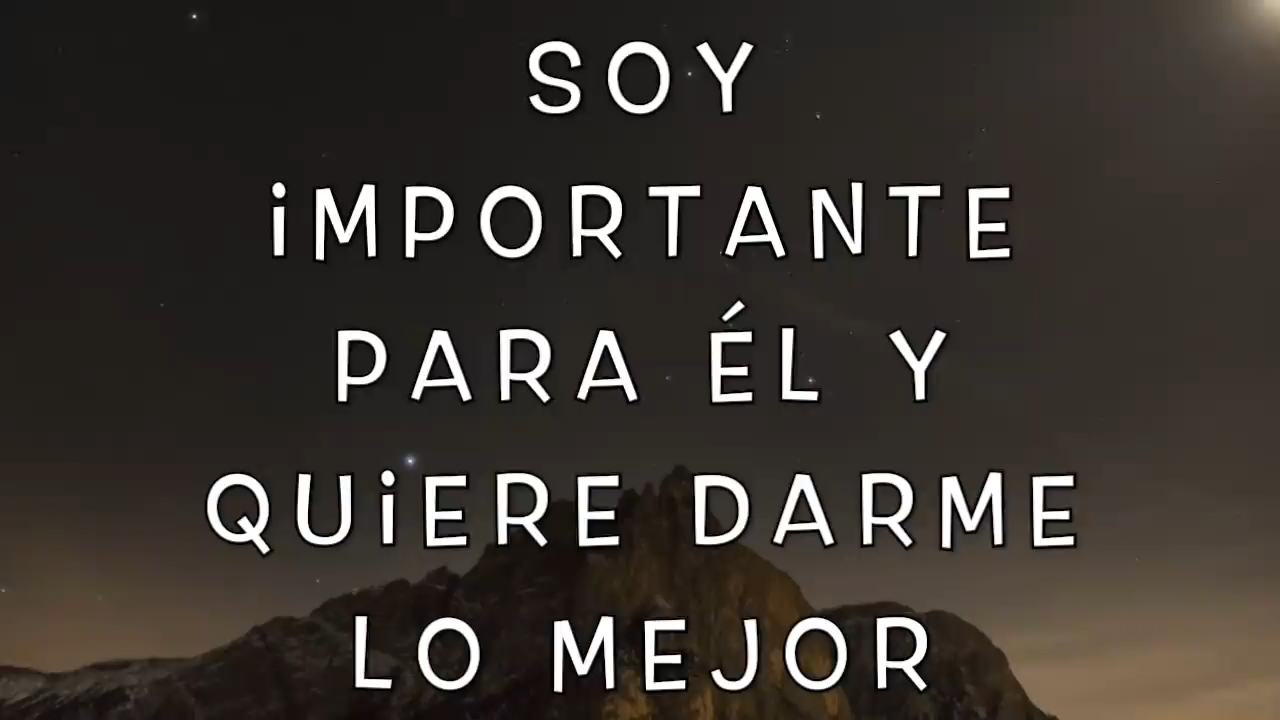 SOY
iMPORTANTE
PARA ÉL Y
QUiERE DARME
LO MEJOR